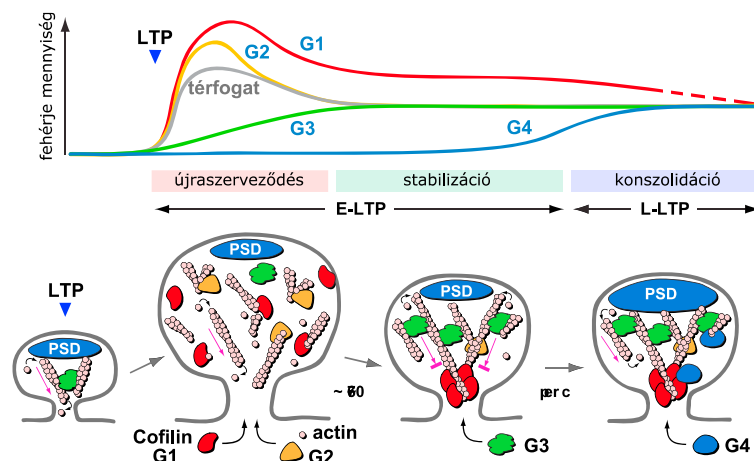 fehérje mennyiség
LTP
G1
G2
térfogat
G3
G4
újraszerveződés
stabilizáció
konszolidáció
E-LTP
L-LTP
LTP
PSD
PSD
PSD
PSD
Cofilin
G1
actin
G2
G3
G4